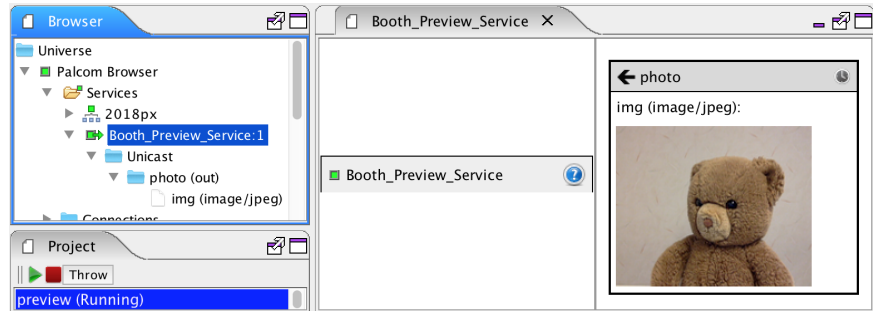 Browser
Universe
Palcom Browser
Services
2018px
Booth_Preview_Service:1
Unicast
photo (out)
img (image/jpeg)
Connections
Project
Throw
preview (Running)
Booth_Preview_Service
Booth_Preview_Service
photo
img (image/jpeg):